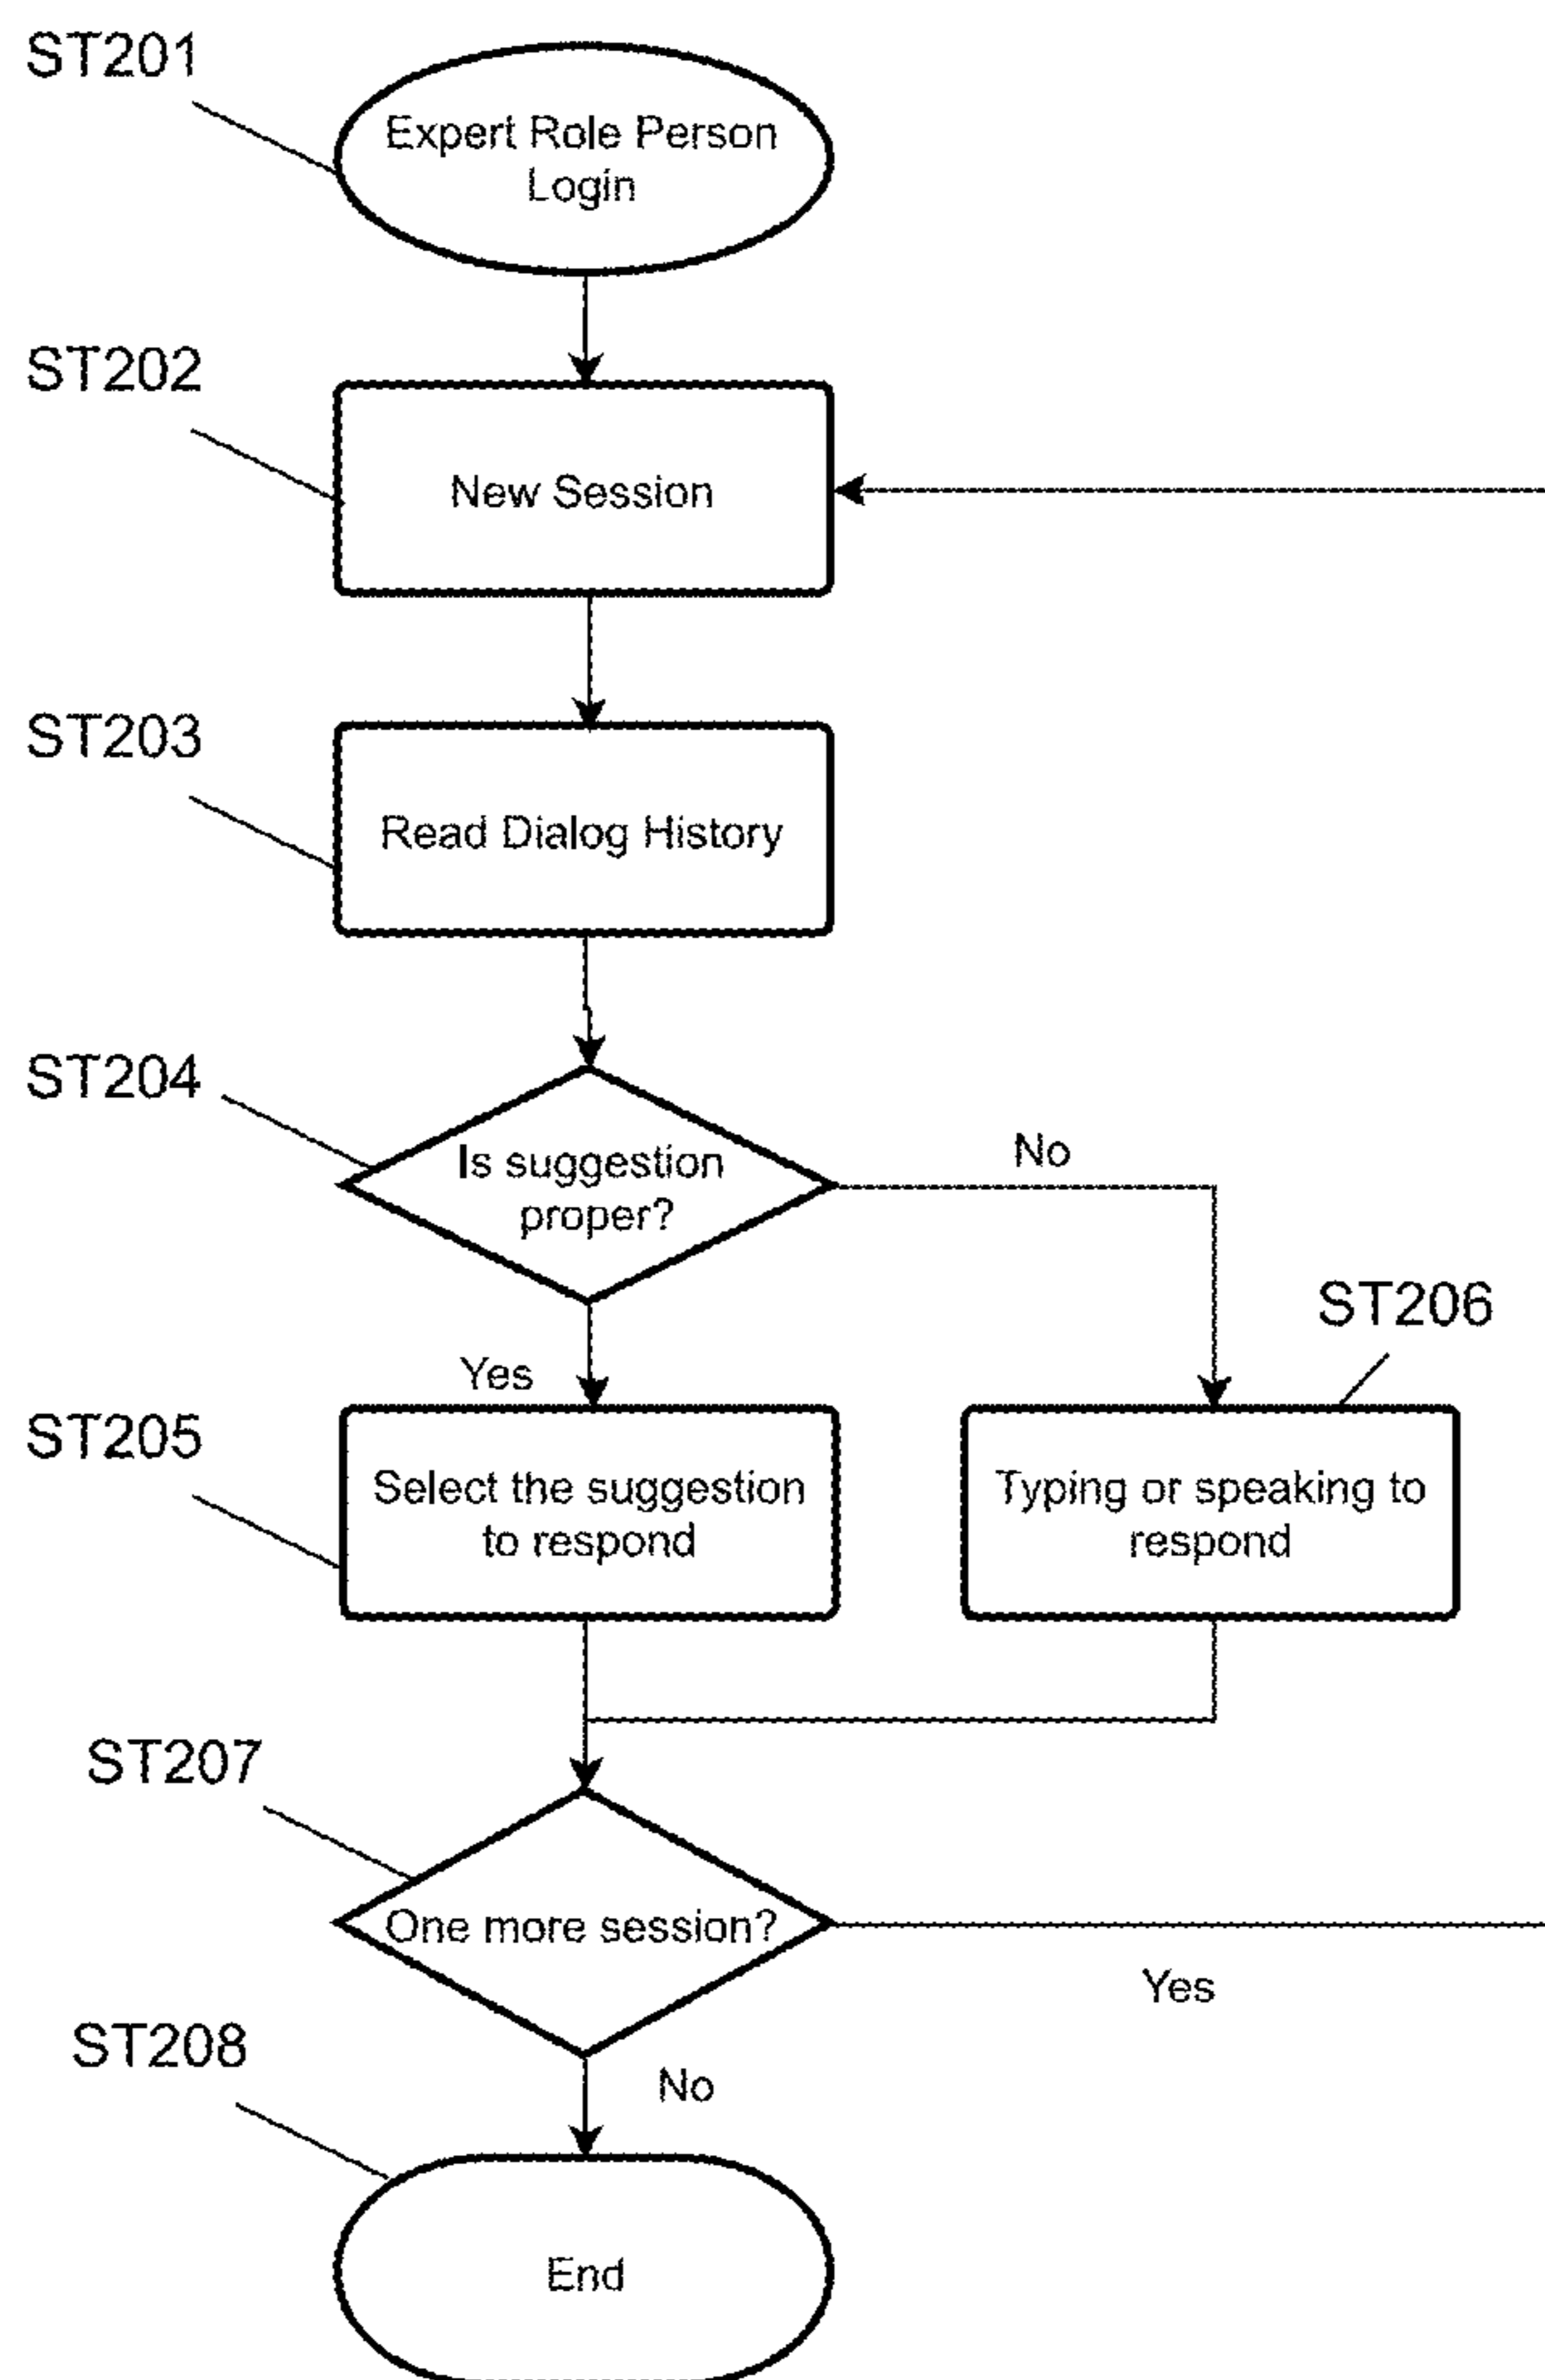 ST201
Expert Role Person
Login
ST202
New Session
ST203
Read Dialog History
ST204
Is suggestion
proper?
No
ST206
Yes
ST205
Select the suggestion
to respond
Typing or speaking to
respond
ST207
One more session?
Yes
ST208
No
End